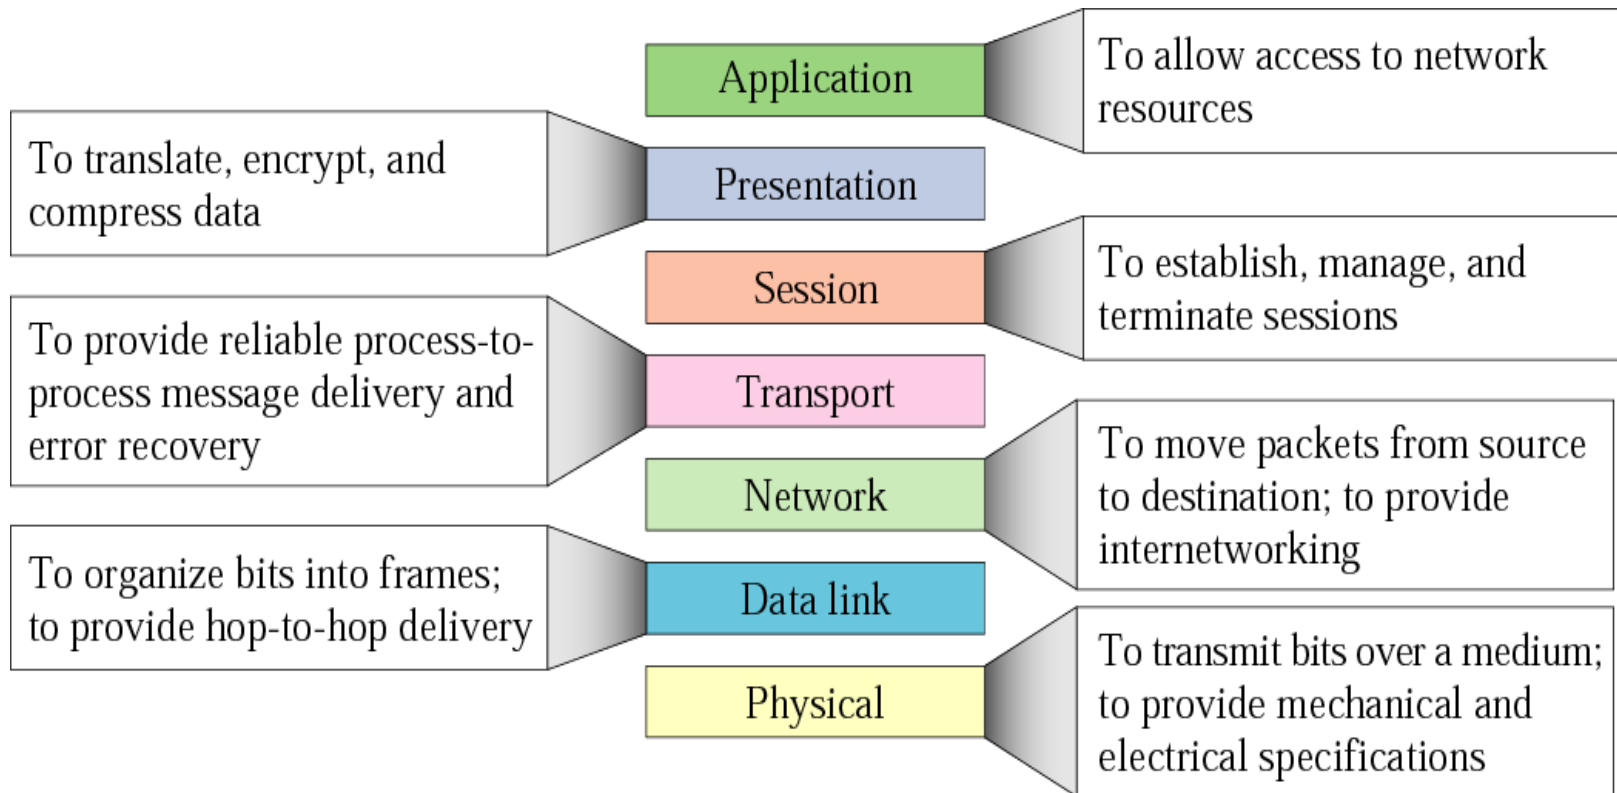 Application
To allow access to network
resources
To translate, encrypt, and
compress data
Presentation
Session
To establish, manage, and
terminate sessions
To provide reliable process-to-
process message delivery and
error recovery
Transport
Network
To move packets from source
to destination; to provide
internetworking
To organize bits into frames;
to provide hop-to-hop delivery
Data link
Physical
To transmit bits over a medium;
to provide mechanical and
electrical specifications